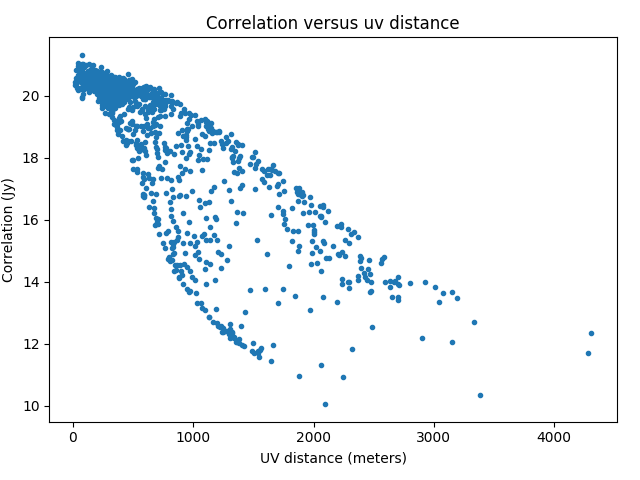 Correlation versus uv distance
Correlation (Jy)
20
18
16
14
12
10
0 1000 2000 3000 4000
UV distance (meters)